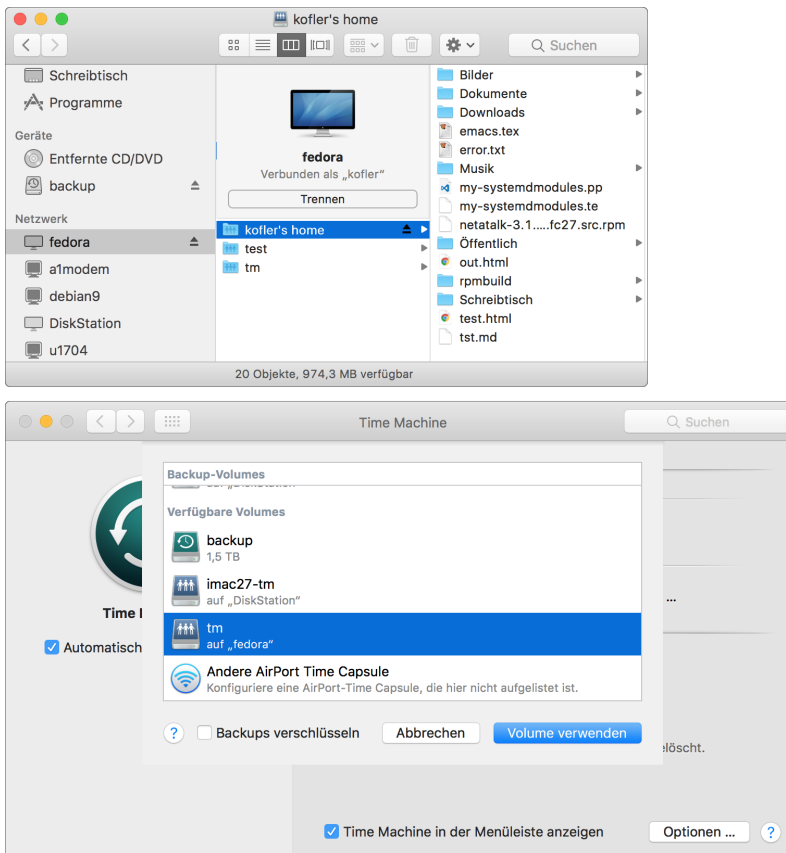 kofler's home
Suchen
Schreibtisch
Programme
Geräte
Entfernte CD/DVD
backup
Netzwerk
fedora
a1modem
debian9
DiskStation
u1704
fedora
Verbunden als „kofler“
Trennen
kofler's home
test
tm
Bilder
Dokumente
Downloads
emacs.tex
error.txt
Musik
my-systemdmodules.pp
my-systemdmodules.te
netatalk-3.1.....fc27.src.rpm
Öffentlich
out.html
rpmbuild
Schreibtisch
test.html
tst.md
20 Objekte, 974,3 MB verfügbar
Time Machine
Suchen
Backup-Volumes
auf „DiskStation“
Verfügbare Volumes
backup
1,5 TB
imac27-tm
auf „DiskStation“
tm
auf „fedora“
Andere AirPort Time Capsule
Konfiguriere eine AirPort-Time Capsule, die hier nicht aufgelistet ist.
? Backups verschlüsseln Abbrechen Volume verwenden
Time
Automatisch
...
elöscht.
Time Machine in der Menüleiste anzeigen Optionen ... ?